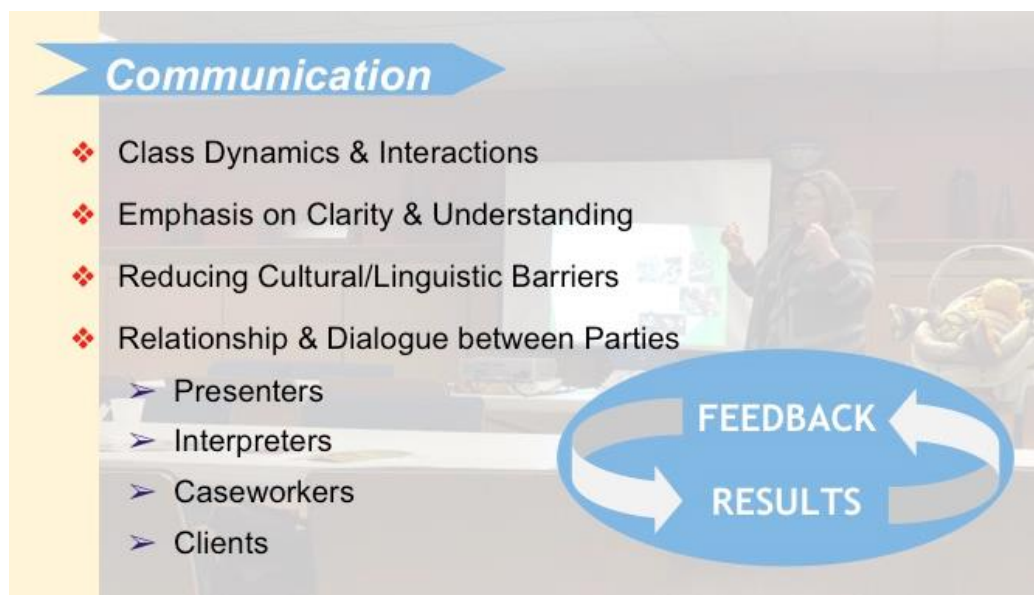 Communication
Class Dynamics & Interactions
Emphasis on Clarity & Understanding
Reducing Cultural/Linguistic Barriers
Relationship & Dialogue between Parties
Presenters
Interpreters
Caseworkers
Clients
FEEDBACK
RESULTS